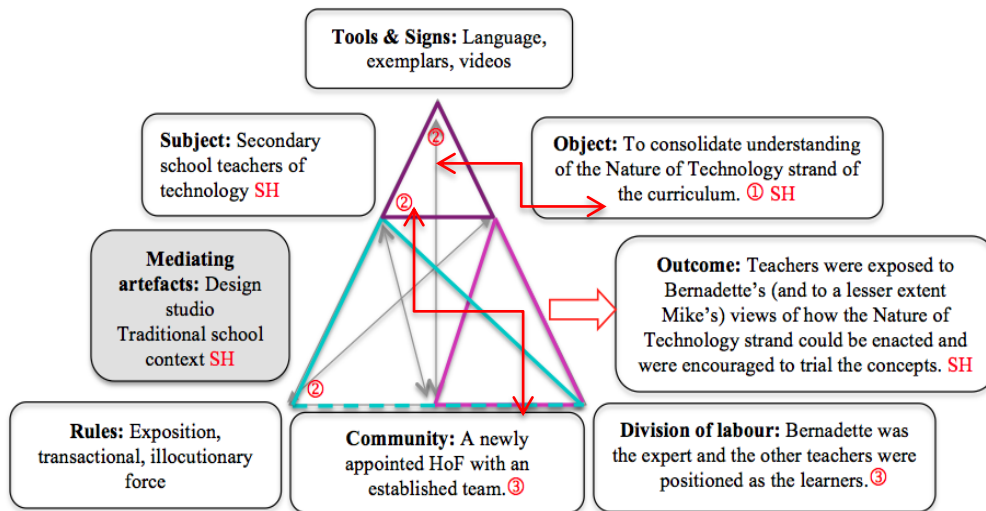 Tools & Signs: Language,
exemplars, videos
Subject: Secondary
school teachers of
technology SH
②
Object: To consolidate understanding
of the Nature of Technology strand of
the curriculum. ① SH
②
Mediating
artefacts: Design
studio
Traditional school
context SH
Outcome: Teachers were exposed to
Bernadette's (and to a lesser extent
Mike's) views of how the Nature of
Technology strand could be enacted and
were encouraged to trial the concepts. SH
②
Rules: Exposition,
transactional, illocutionary
force
Community: A newly
appointed HoF with an
established team.③
Division of labour: Bernadette was
the expert and the other teachers were
positioned as the learners.③